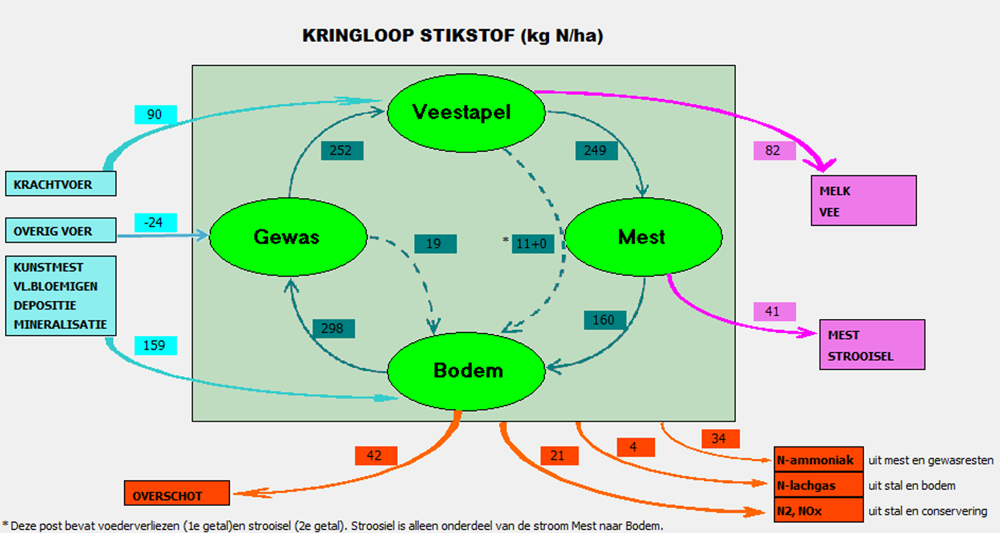 KRINGLOOP STIKSTOF (kg N/ha)
90
Veestapel
252
249
82
KRACHTVOER
MELK
VEE
-24
OVERIG VOER
Gewas
19
* 11+0
Mest
KUNSTMEST
VL.BLOEMIGEN
DEPOSITIE
MINERALISATIE
298
160
41
MEST
STROOISEL
159
Bodem
42
21
4
34
N-ammoniak uit mest en gewasresten
N-lachgas uit stal en bodem
N2, NOx uit stal en conservering
OVERSCHOT
* Deze post bevat voederverliezen (1e getal)en strooisel (2e getal). Stroosiel is alleen onderdeel van de stroom Mest naar Bodem.